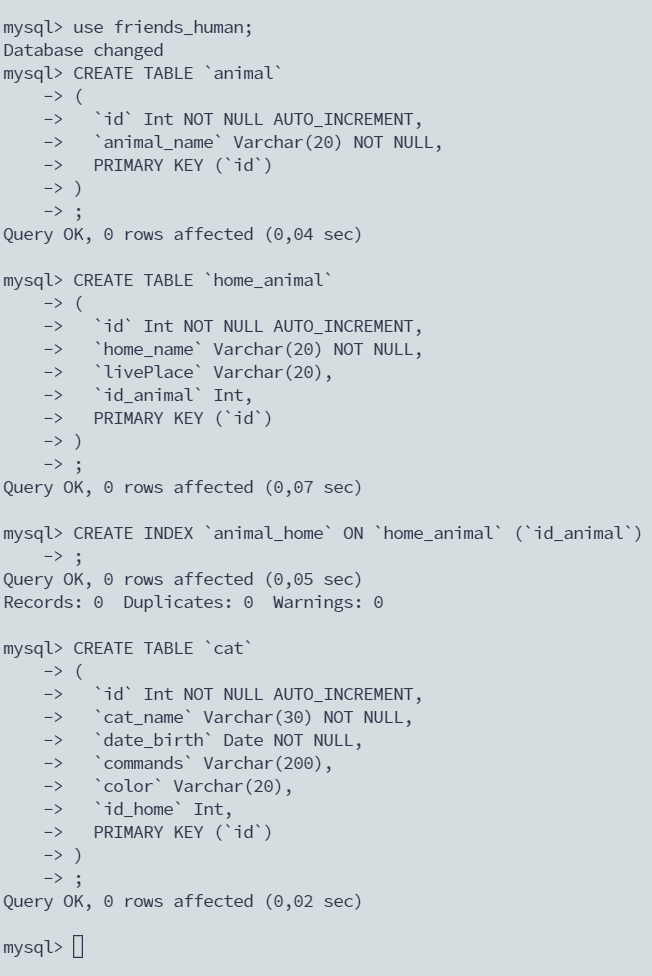 mysql> use friends_human;
Database changed
mysql> CREATE TABLE `animal`
    -> (
    ->   `id` Int NOT NULL AUTO_INCREMENT,
    ->   `animal_name` Varchar(20) NOT NULL,
    ->   PRIMARY KEY (`id`)
    -> )
    -> ;
Query OK, 0 rows affected (0,04 sec)

mysql> CREATE TABLE `home_animal`
    -> (
    ->   `id` Int NOT NULL AUTO_INCREMENT,
    ->   `home_name` Varchar(20) NOT NULL,
    ->   `livePlace` Varchar(20),
    ->   `id_animal` Int,
    ->   PRIMARY KEY (`id`)
    -> )
    -> ;
Query OK, 0 rows affected (0,07 sec)

mysql> CREATE INDEX `animal_home` ON `home_animal` (`id_animal`)
    -> ;
Query OK, 0 rows affected (0,05 sec)
Records: 0  Duplicates: 0  Warnings: 0

mysql> CREATE TABLE `cat`
    -> (
    ->   `id` Int NOT NULL AUTO_INCREMENT,
    ->   `cat_name` Varchar(30) NOT NULL,
    ->   `date_birth` Date NOT NULL,
    ->   `commands` Varchar(200),
    ->   `color` Varchar(20),
    ->   `id_home` Int,
    ->   PRIMARY KEY (`id`)
    -> )
    -> ;
Query OK, 0 rows affected (0,02 sec)

mysql>